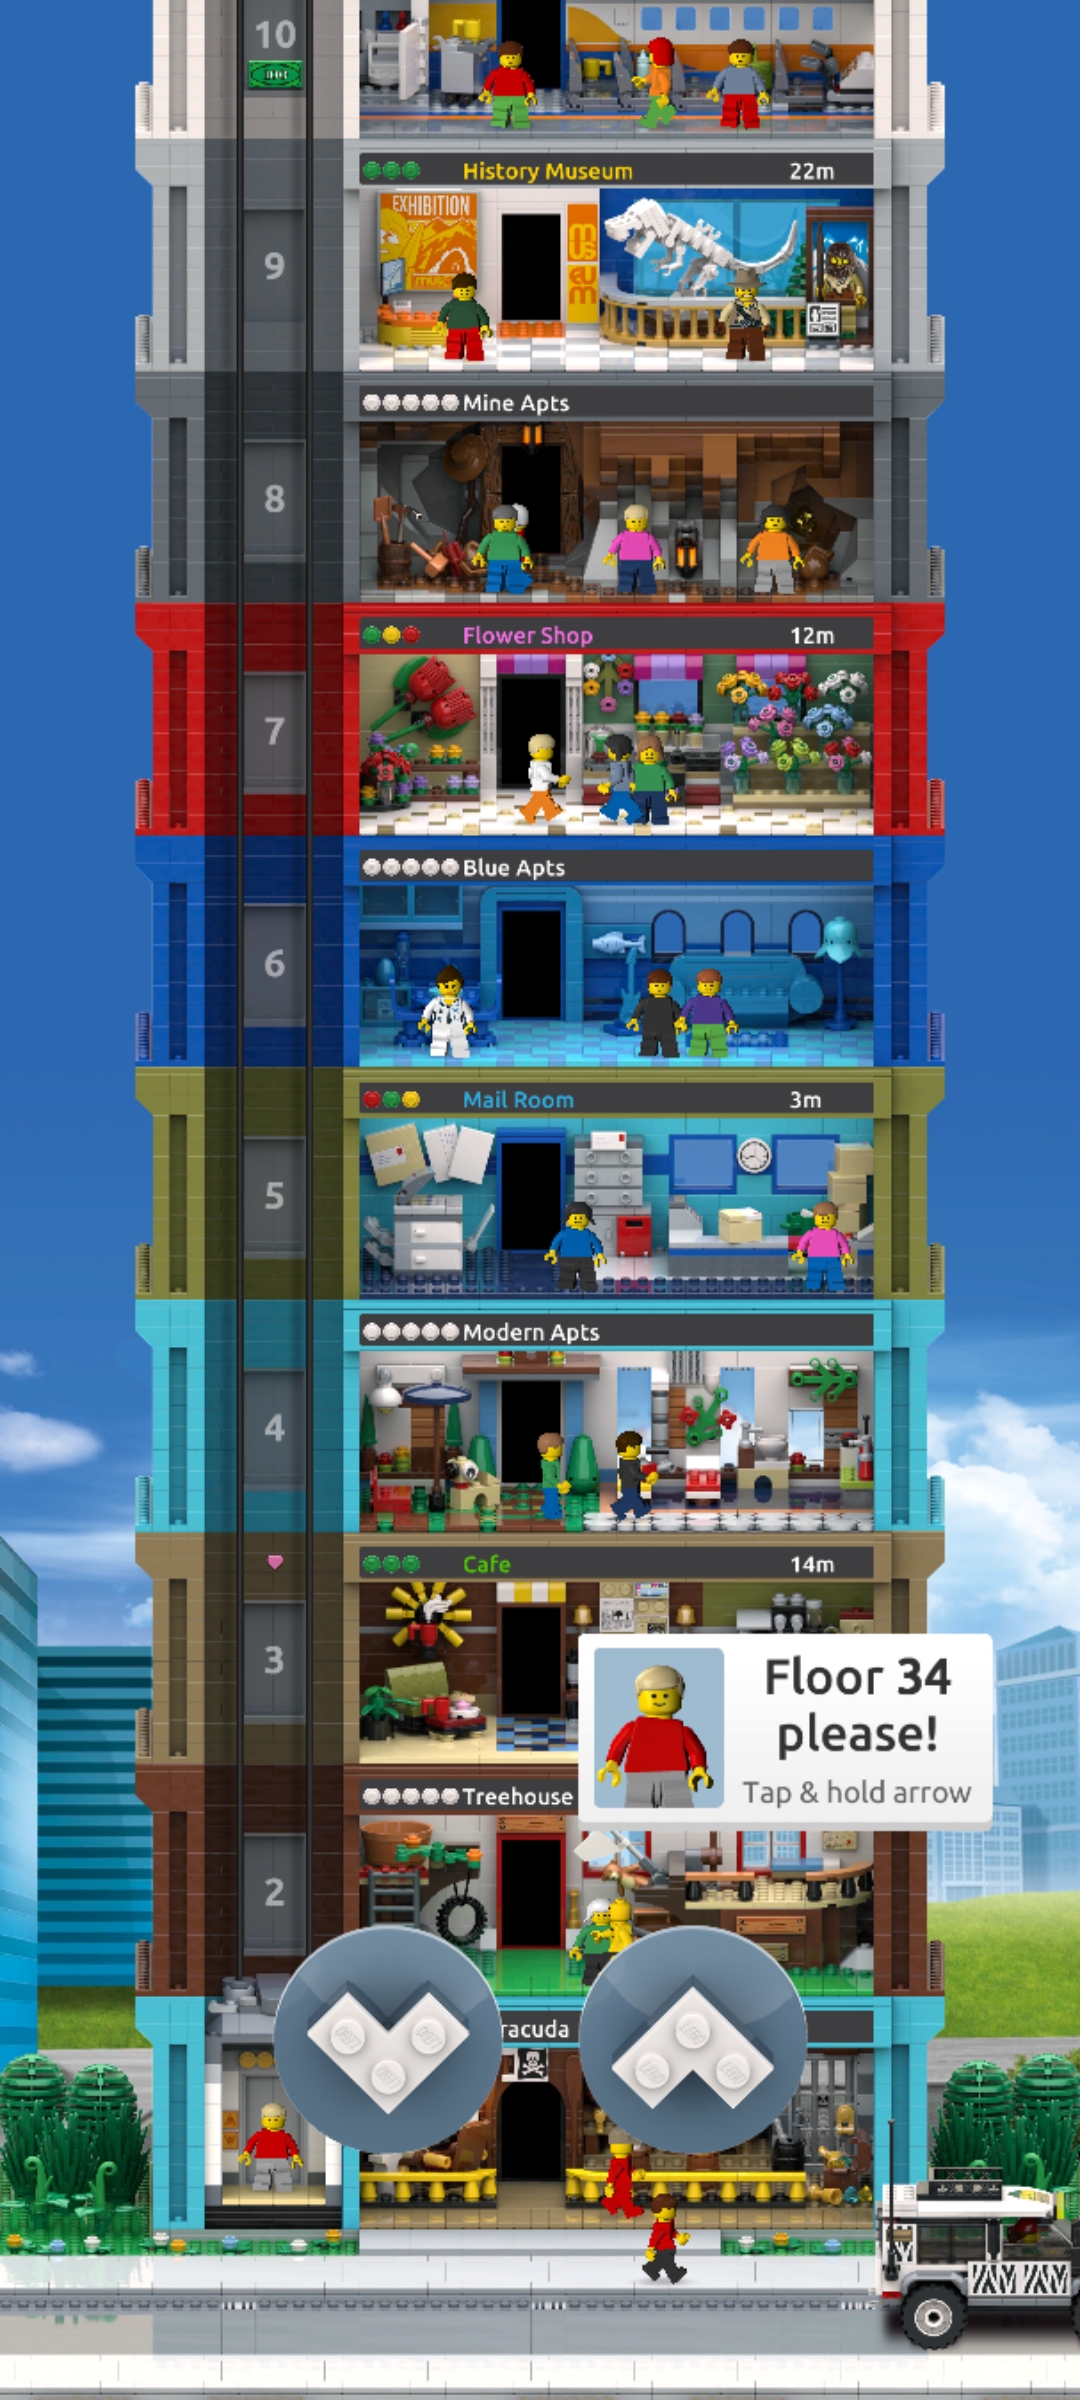 10
History Museum 22m
EXHIBITION
9
Mine Apts
8
Flower Shop 12m
7
Blue Apts
6
Mail Room 3m
5
Modern Apts
4
Cafe 14m
3
Floor 34
please!
Tap & hold arrow
Treehouse
2
racuda